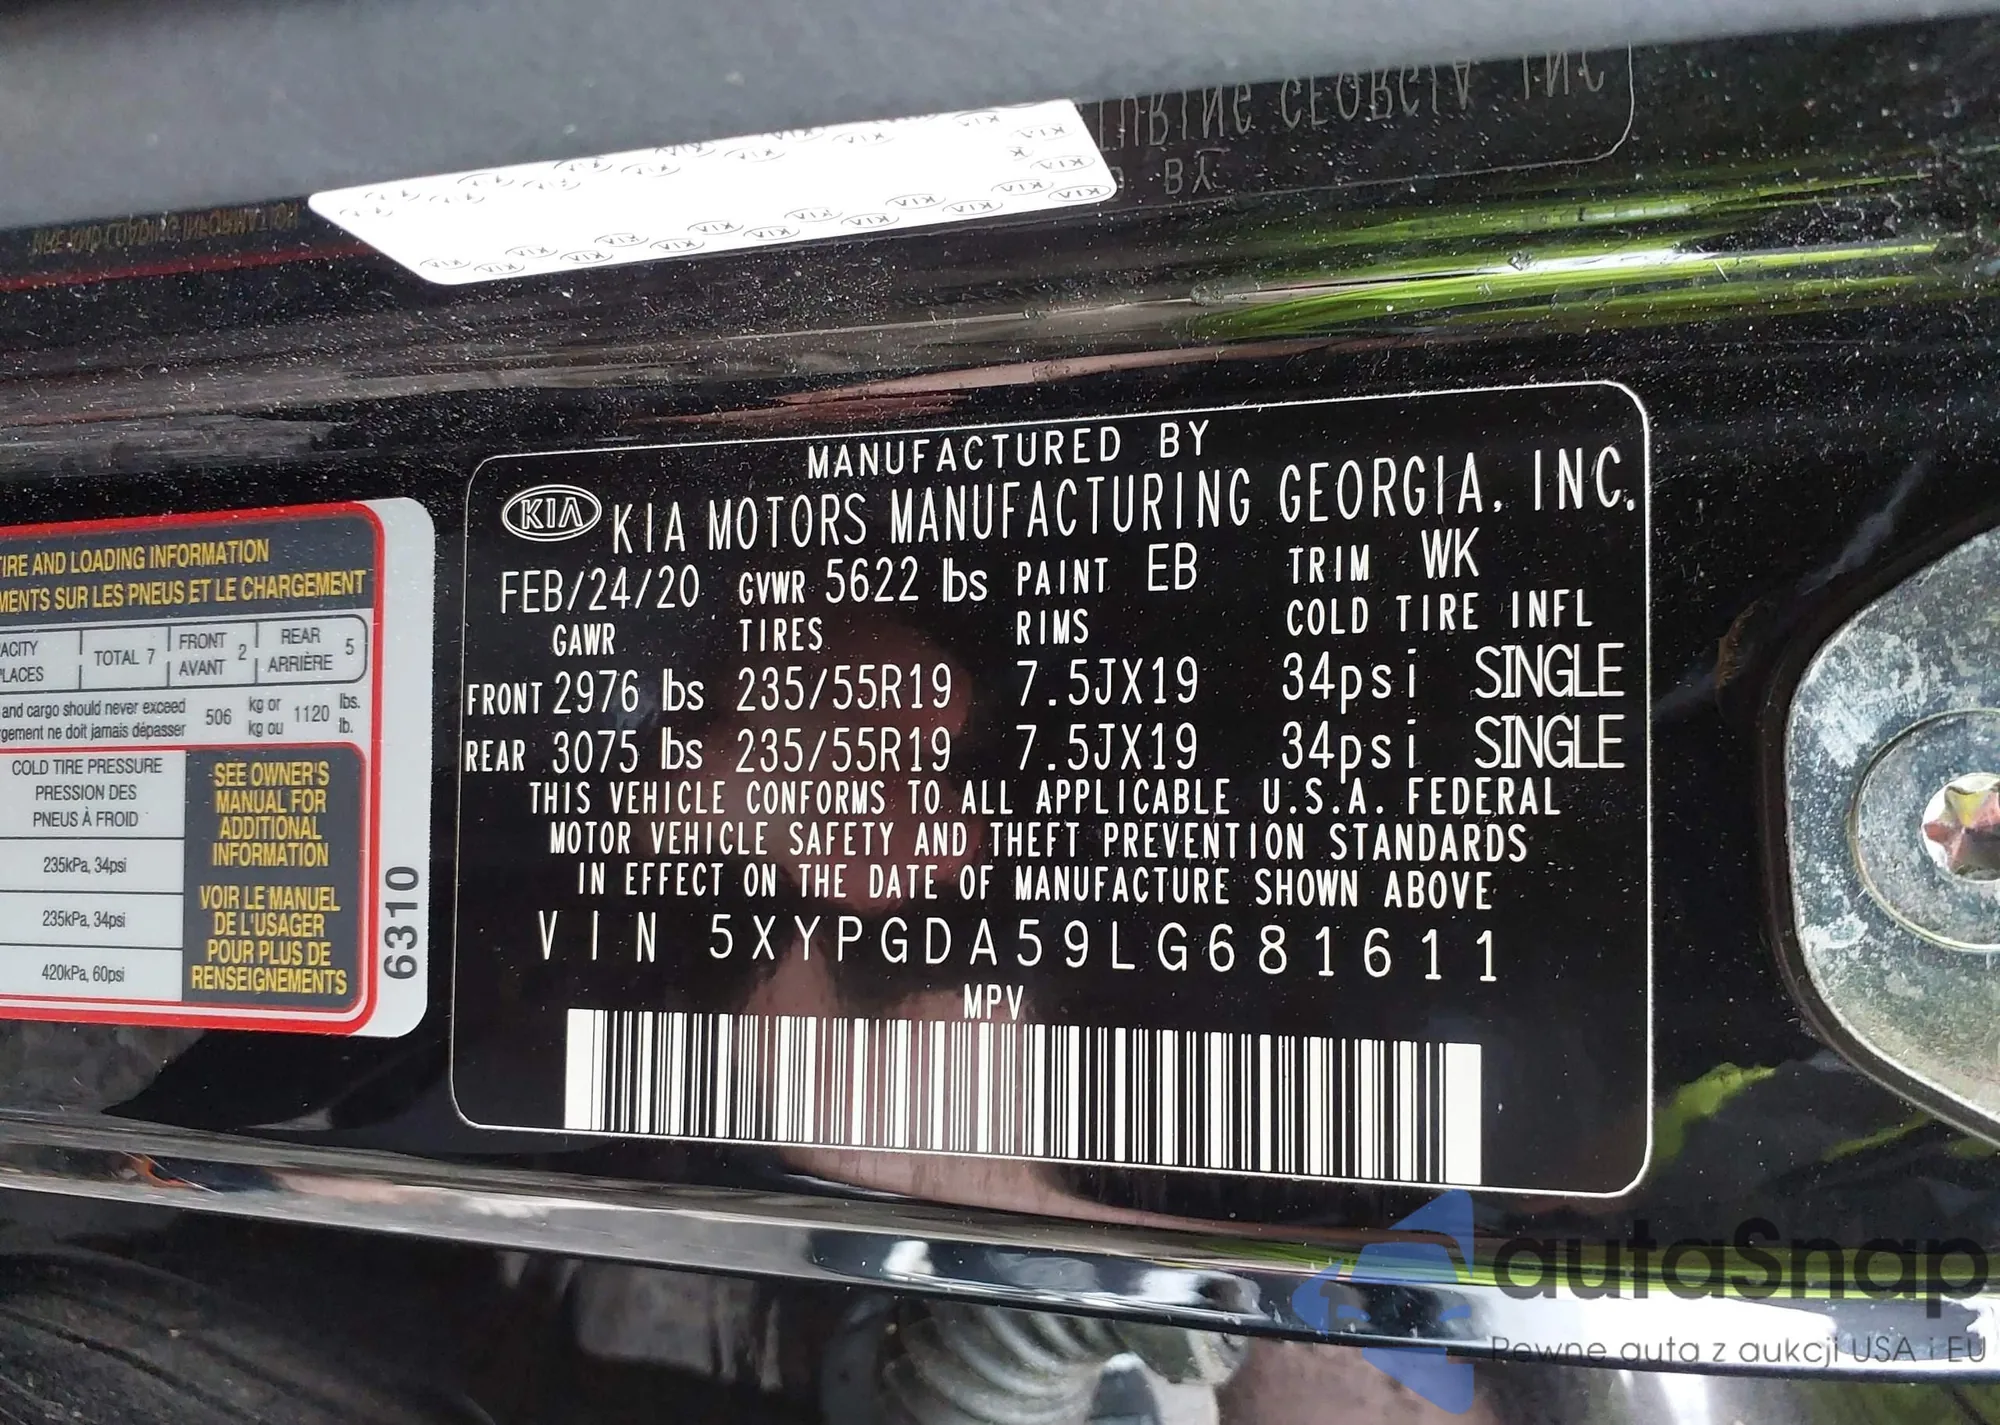 MANUFACTURED BY
KIA KIA MOTORS MANUFACTURING GEORGIA, INC.
FEB/24/20 GVWR 5622 lbs PAINT EB TRIM WK
GAWR TIRES RIMS COLD TIRE INFL
FRONT 2976 lbs 235/55R19 7.5JX19 34psi SINGLE
REAR 3075 lbs 235/55R19 7.5JX19 34psi SINGLE
THIS VEHICLE CONFORMS TO ALL APPLICABLE U.S.A. FEDERAL
MOTOR VEHICLE SAFETY AND THEFT PREVENTION STANDARDS
IN EFFECT ON THE DATE OF MANUFACTURE SHOWN ABOVE
VIN 5XYPGDA59LG681611
MPV
TIRE AND LOADING INFORMATION
MENTS SUR LES PNEUS ET LE CHARGEMENT
ACITY TOTAL 7 FRONT 2 REAR 5
PLACES AVANT ARRIÈRE
and cargo should never exceed 506 kg or 1120 lbs.
rgement ne doit jamais dépasser kg ou lb.
COLD TIRE PRESSURE
PRESSION DES
PNEUS À FROID
235kPa, 34psi
235kPa, 34psi
420kPa, 60psi
SEE OWNER'S
MANUAL FOR
ADDITIONAL
INFORMATION
VOIR LE MANUEL
DE L'USAGER
POUR PLUS DE
RENSEIGNEMENTS
6310
autaSnap
Pewne auta z aukcji USA i EU